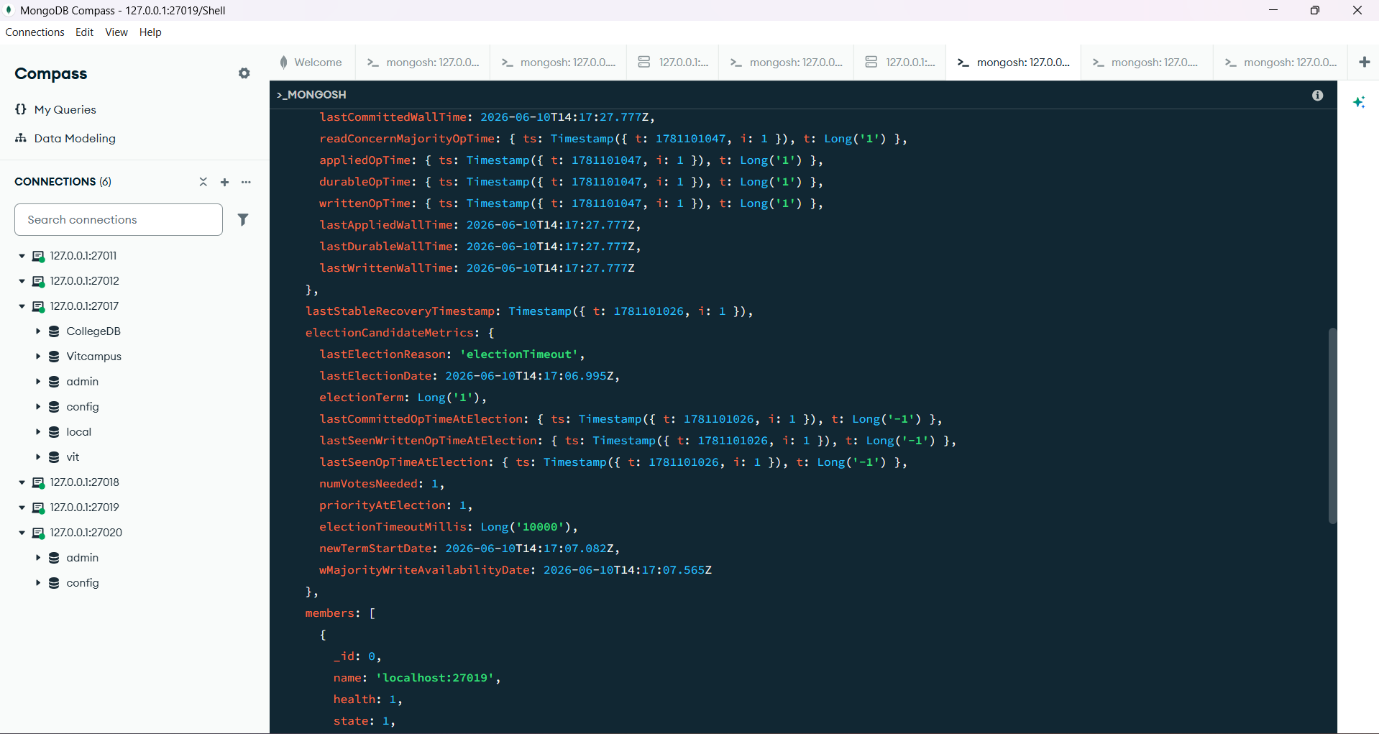 MongoDB Compass - 127.0.0.1:27019/Shell
Connections Edit View Help
Compass
My Queries
Data Modeling
CONNECTIONS (6)
Search connections
127.0.0.1:27011
127.0.0.1:27012
127.0.0.1:27017
CollegeDB
Vitcampus
admin
config
local
vit
127.0.0.1:27018
127.0.0.1:27019
127.0.0.1:27020
admin
config
Welcome
>_ mongosh: 127.0.0...
>_ mongosh: 127.0.0....
127.0.0.1:...
>_ mongosh: 127.0.0...
127.0.0.1:...
>_ mongosh: 127.0.0...
>_ mongosh: 127.0.0....
>_ mongosh: 127.0.0...
>_MONGOSH
lastCommittedWallTime: 2026-06-10T14:17:27.777Z,
readConcernMajorityOpTime: { ts: Timestamp({ t: 1781101047, i: 1 }), t: Long('1') },
appliedOpTime: { ts: Timestamp({ t: 1781101047, i: 1 }), t: Long('1') },
durableOpTime: { ts: Timestamp({ t: 1781101047, i: 1 }), t: Long('1') },
writtenOpTime: { ts: Timestamp({ t: 1781101047, i: 1 }), t: Long('1') },
lastAppliedWallTime: 2026-06-10T14:17:27.777Z,
lastDurableWallTime: 2026-06-10T14:17:27.777Z,
lastWrittenWallTime: 2026-06-10T14:17:27.777Z
},
lastStableRecoveryTimestamp: Timestamp({ t: 1781101026, i: 1 }),
electionCandidateMetrics: {
lastElectionReason: 'electionTimeout',
lastElectionDate: 2026-06-10T14:17:06.995Z,
electionTerm: Long('1'),
lastCommittedOpTimeAtElection: { ts: Timestamp({ t: 1781101026, i: 1 }), t: Long('-1') },
lastSeenWrittenOpTimeAtElection: { ts: Timestamp({ t: 1781101026, i: 1 }), t: Long('-1') },
lastSeenOpTimeAtElection: { ts: Timestamp({ t: 1781101026, i: 1 }), t: Long('-1') },
numVotesNeeded: 1,
priorityAtElection: 1,
electionTimeoutMillis: Long('10000'),
newTermStartDate: 2026-06-10T14:17:07.082Z,
wMajorityWriteAvailabilityDate: 2026-06-10T14:17:07.565Z
},
members: [
{
_id: 0,
name: 'localhost:27019',
health: 1,
state: 1,